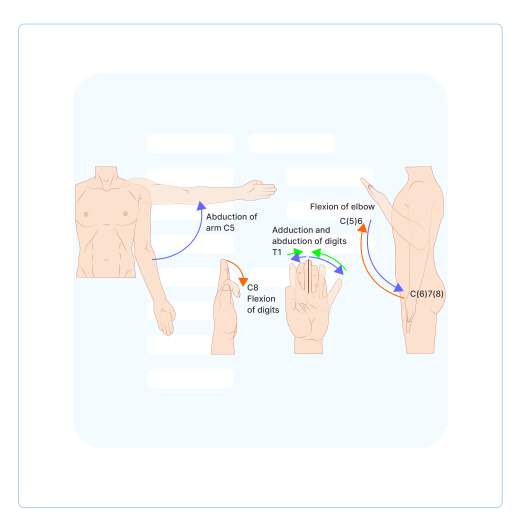 Abduction of
arm C5
C8
Flexion
of digits
Adduction and
abduction of digits
T1
Flexion of elbow
C(5)6
C(6)7(8)